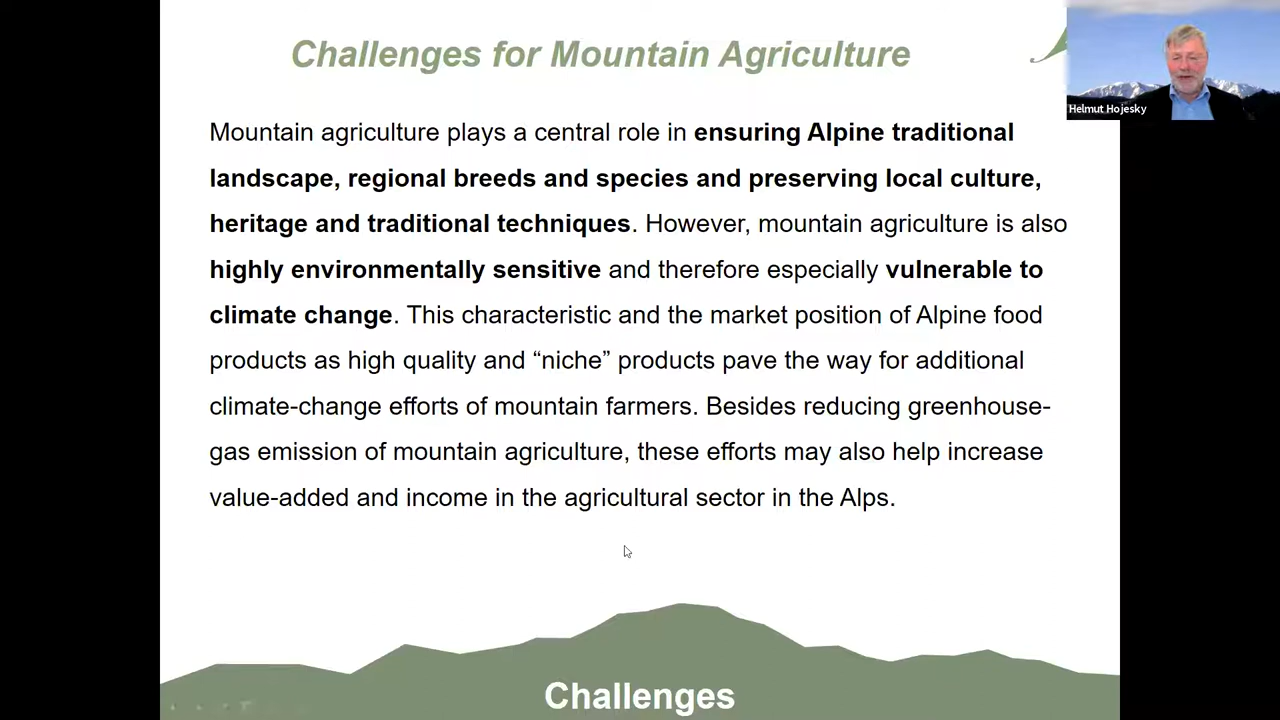 Challenges for Mountain Agriculture
Helmut Hojesky
Mountain agriculture plays a central role in ensuring Alpine traditional
landscape, regional breeds and species and preserving local culture,
heritage and traditional techniques. However, mountain agriculture is also
highly environmentally sensitive and therefore especially vulnerable to
climate change. This characteristic and the market position of Alpine food
products as high quality and “niche” products pave the way for additional
climate-change efforts of mountain farmers. Besides reducing greenhouse-
gas emission of mountain agriculture, these efforts may also help increase
value-added and income in the agricultural sector in the Alps.
Challenges